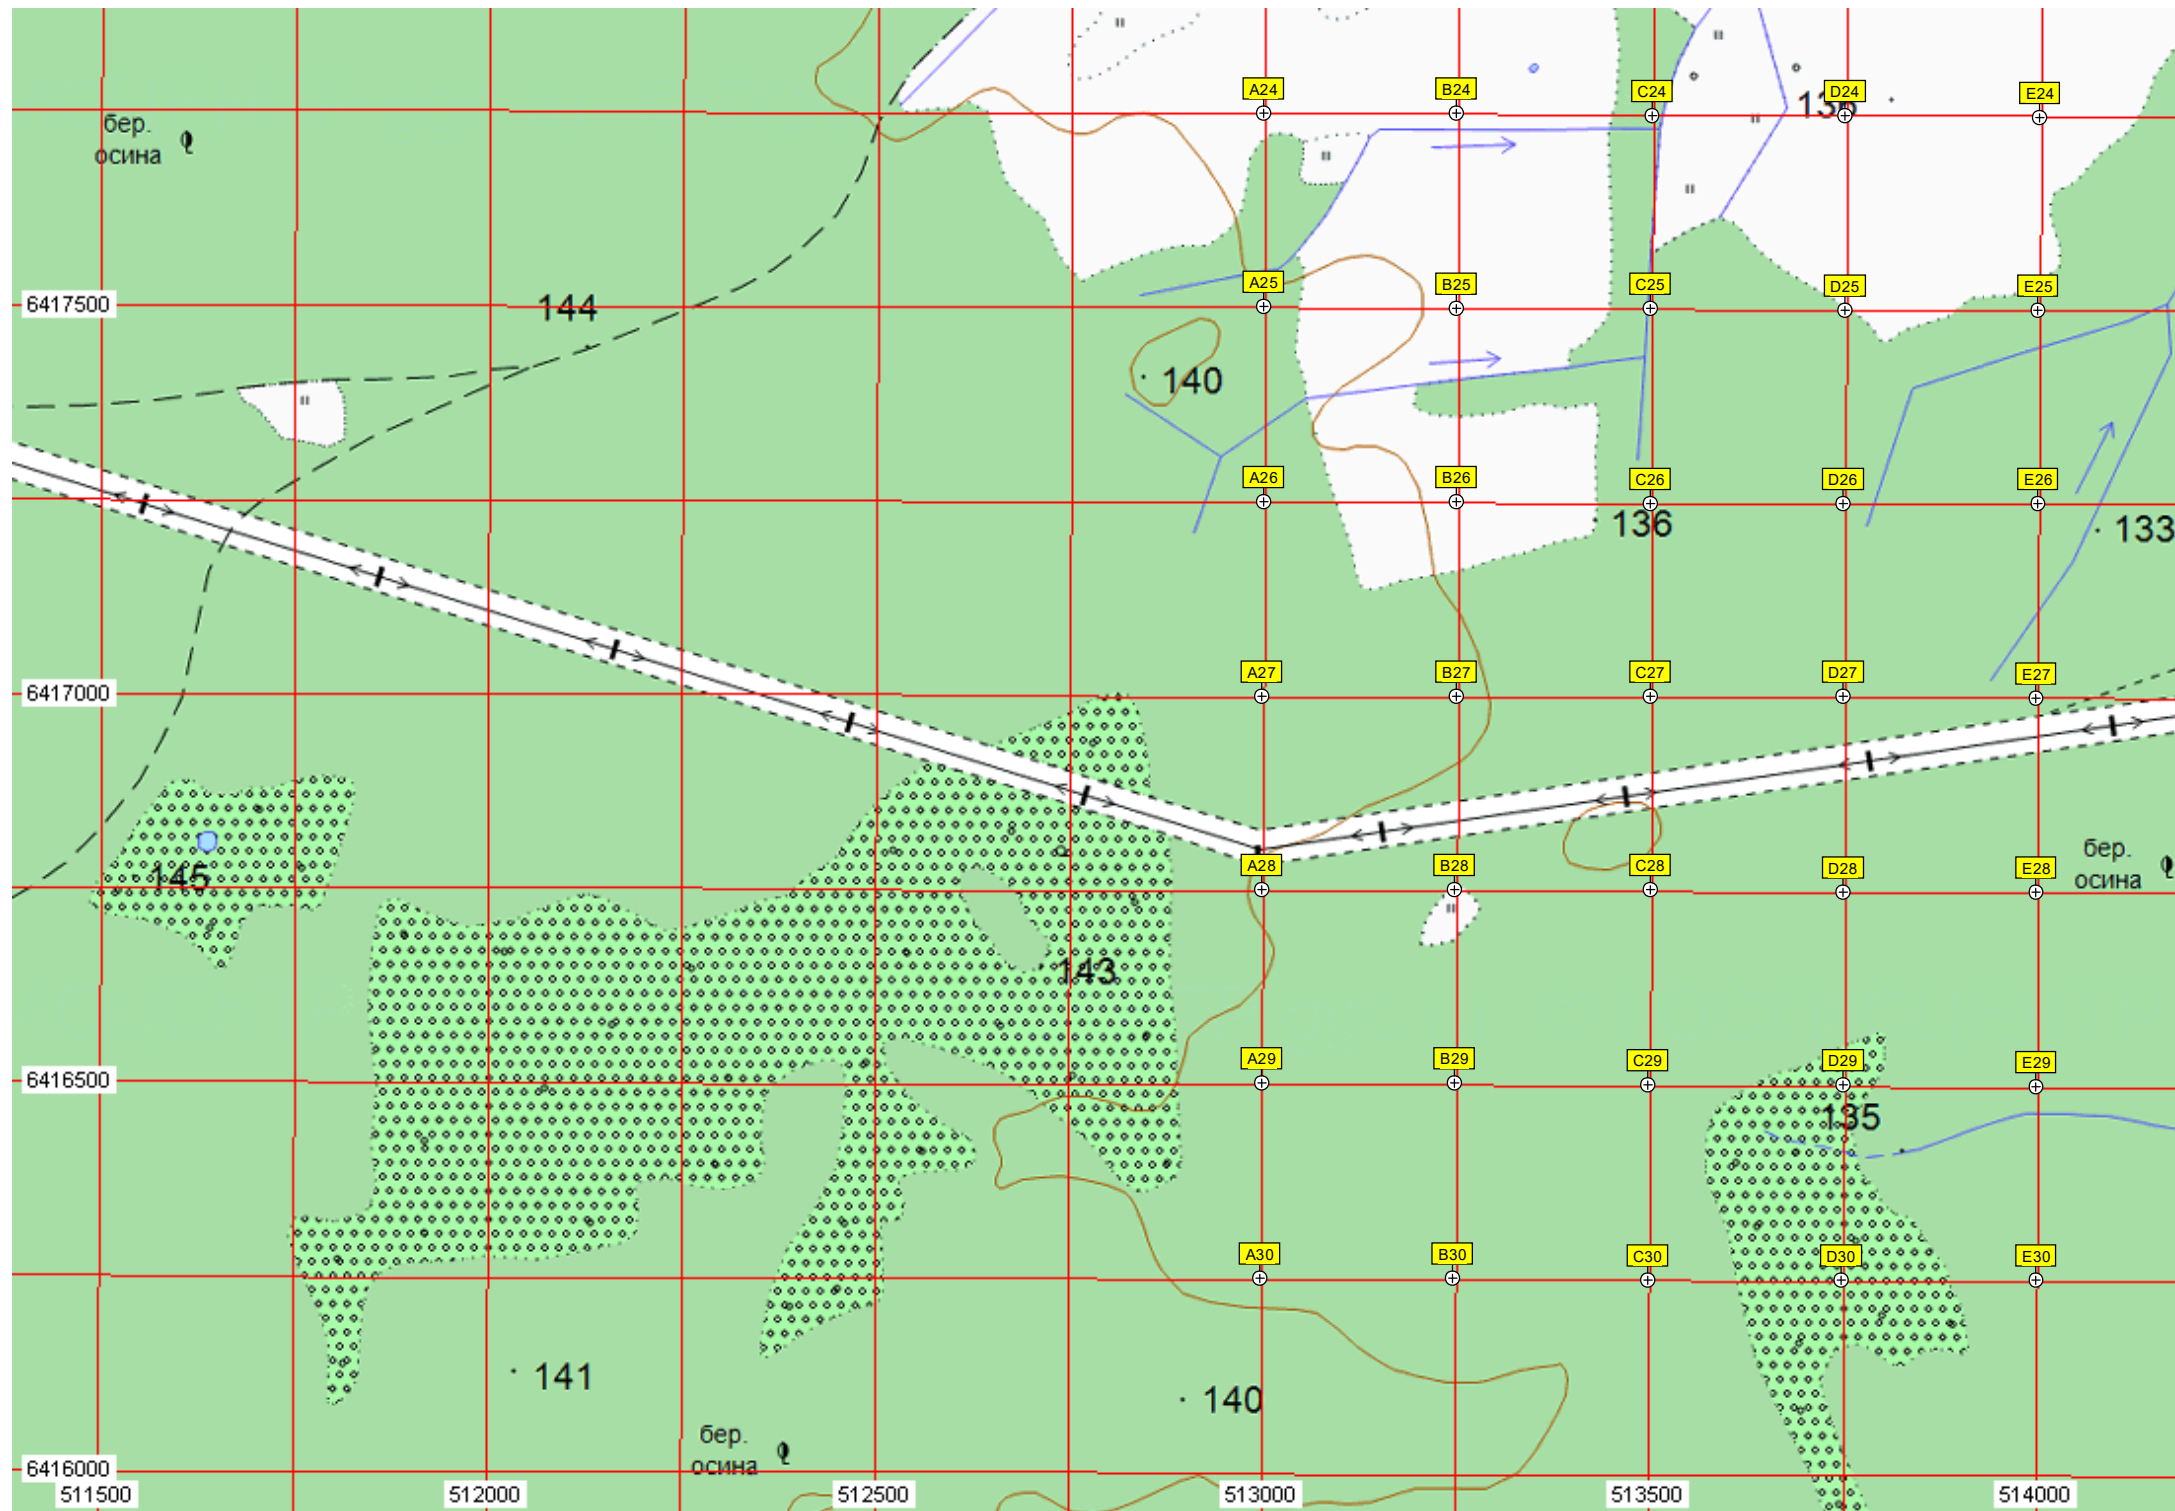 A24 B24 C24 D24 E24
136
бер.
осина
A25 B25 C25 D25 E25
6417500
144
140
A26 B26 C26 D26 E26
136
133
A27 B27 C27 D27 E27
6417000
A28 B28 C28 D28 E28
145
бер.
осина
143
A29 B29 C29 D29 E29
6416500
135
A30 B30 C30 D30 E30
141
140
бер.
осина
6416000
511500 512000 512500 513000 513500 514000